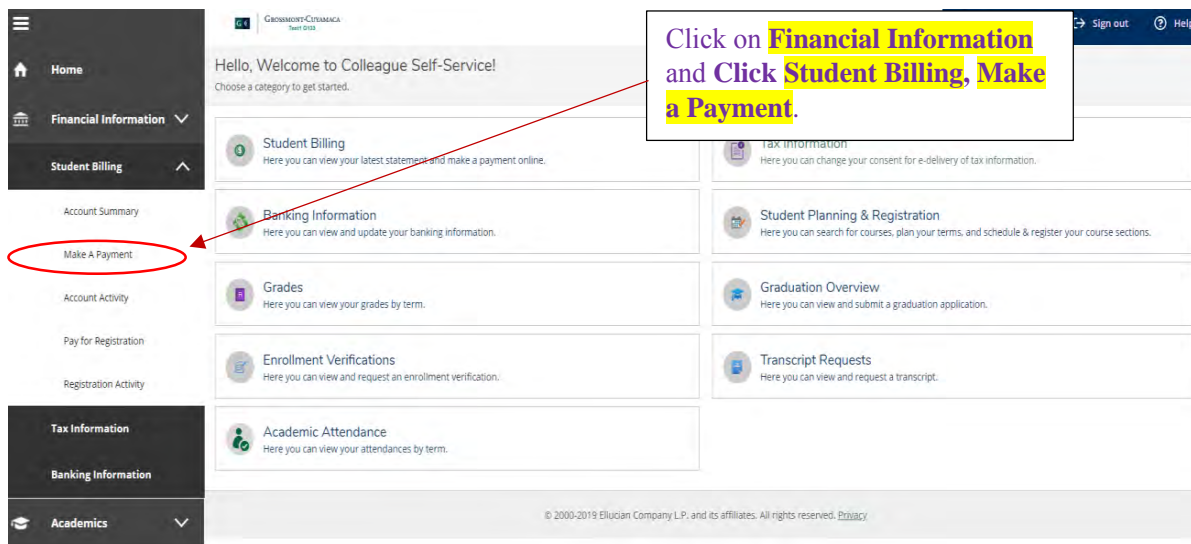 GROSSMONT-CUYAMACA
Sign out
Help
Click on Financial Information
and Click Student Billing, Make
a Payment.
Home
Financial Information
Student Billing
Account Summary
Make A Payment
Account Activity
Pay for Registration
Registration Activity
Tax Information
Banking Information
Academics
Hello, Welcome to Colleague Self-Service!
Choose a category to get started.
Student Billing
Here you can view your latest statement and make a payment online.
Tax Information
Here you can change your consent for e-delivery of tax information.
Banking Information
Here you can view and update your banking information.
Student Planning & Registration
Here you can search for courses, plan your terms, and schedule & register your course sections.
Grades
Here you can view your grades by term.
Graduation Overview
Here you can view and submit a graduation application.
Enrollment Verifications
Here you can view and request an enrollment verification.
Transcript Requests
Here you can view and request a transcript.
Academic Attendance
Here you can view your attendances by term.
© 2000-2019 Ellucian Company L.P. and its affiliates. All rights reserved. Privacy